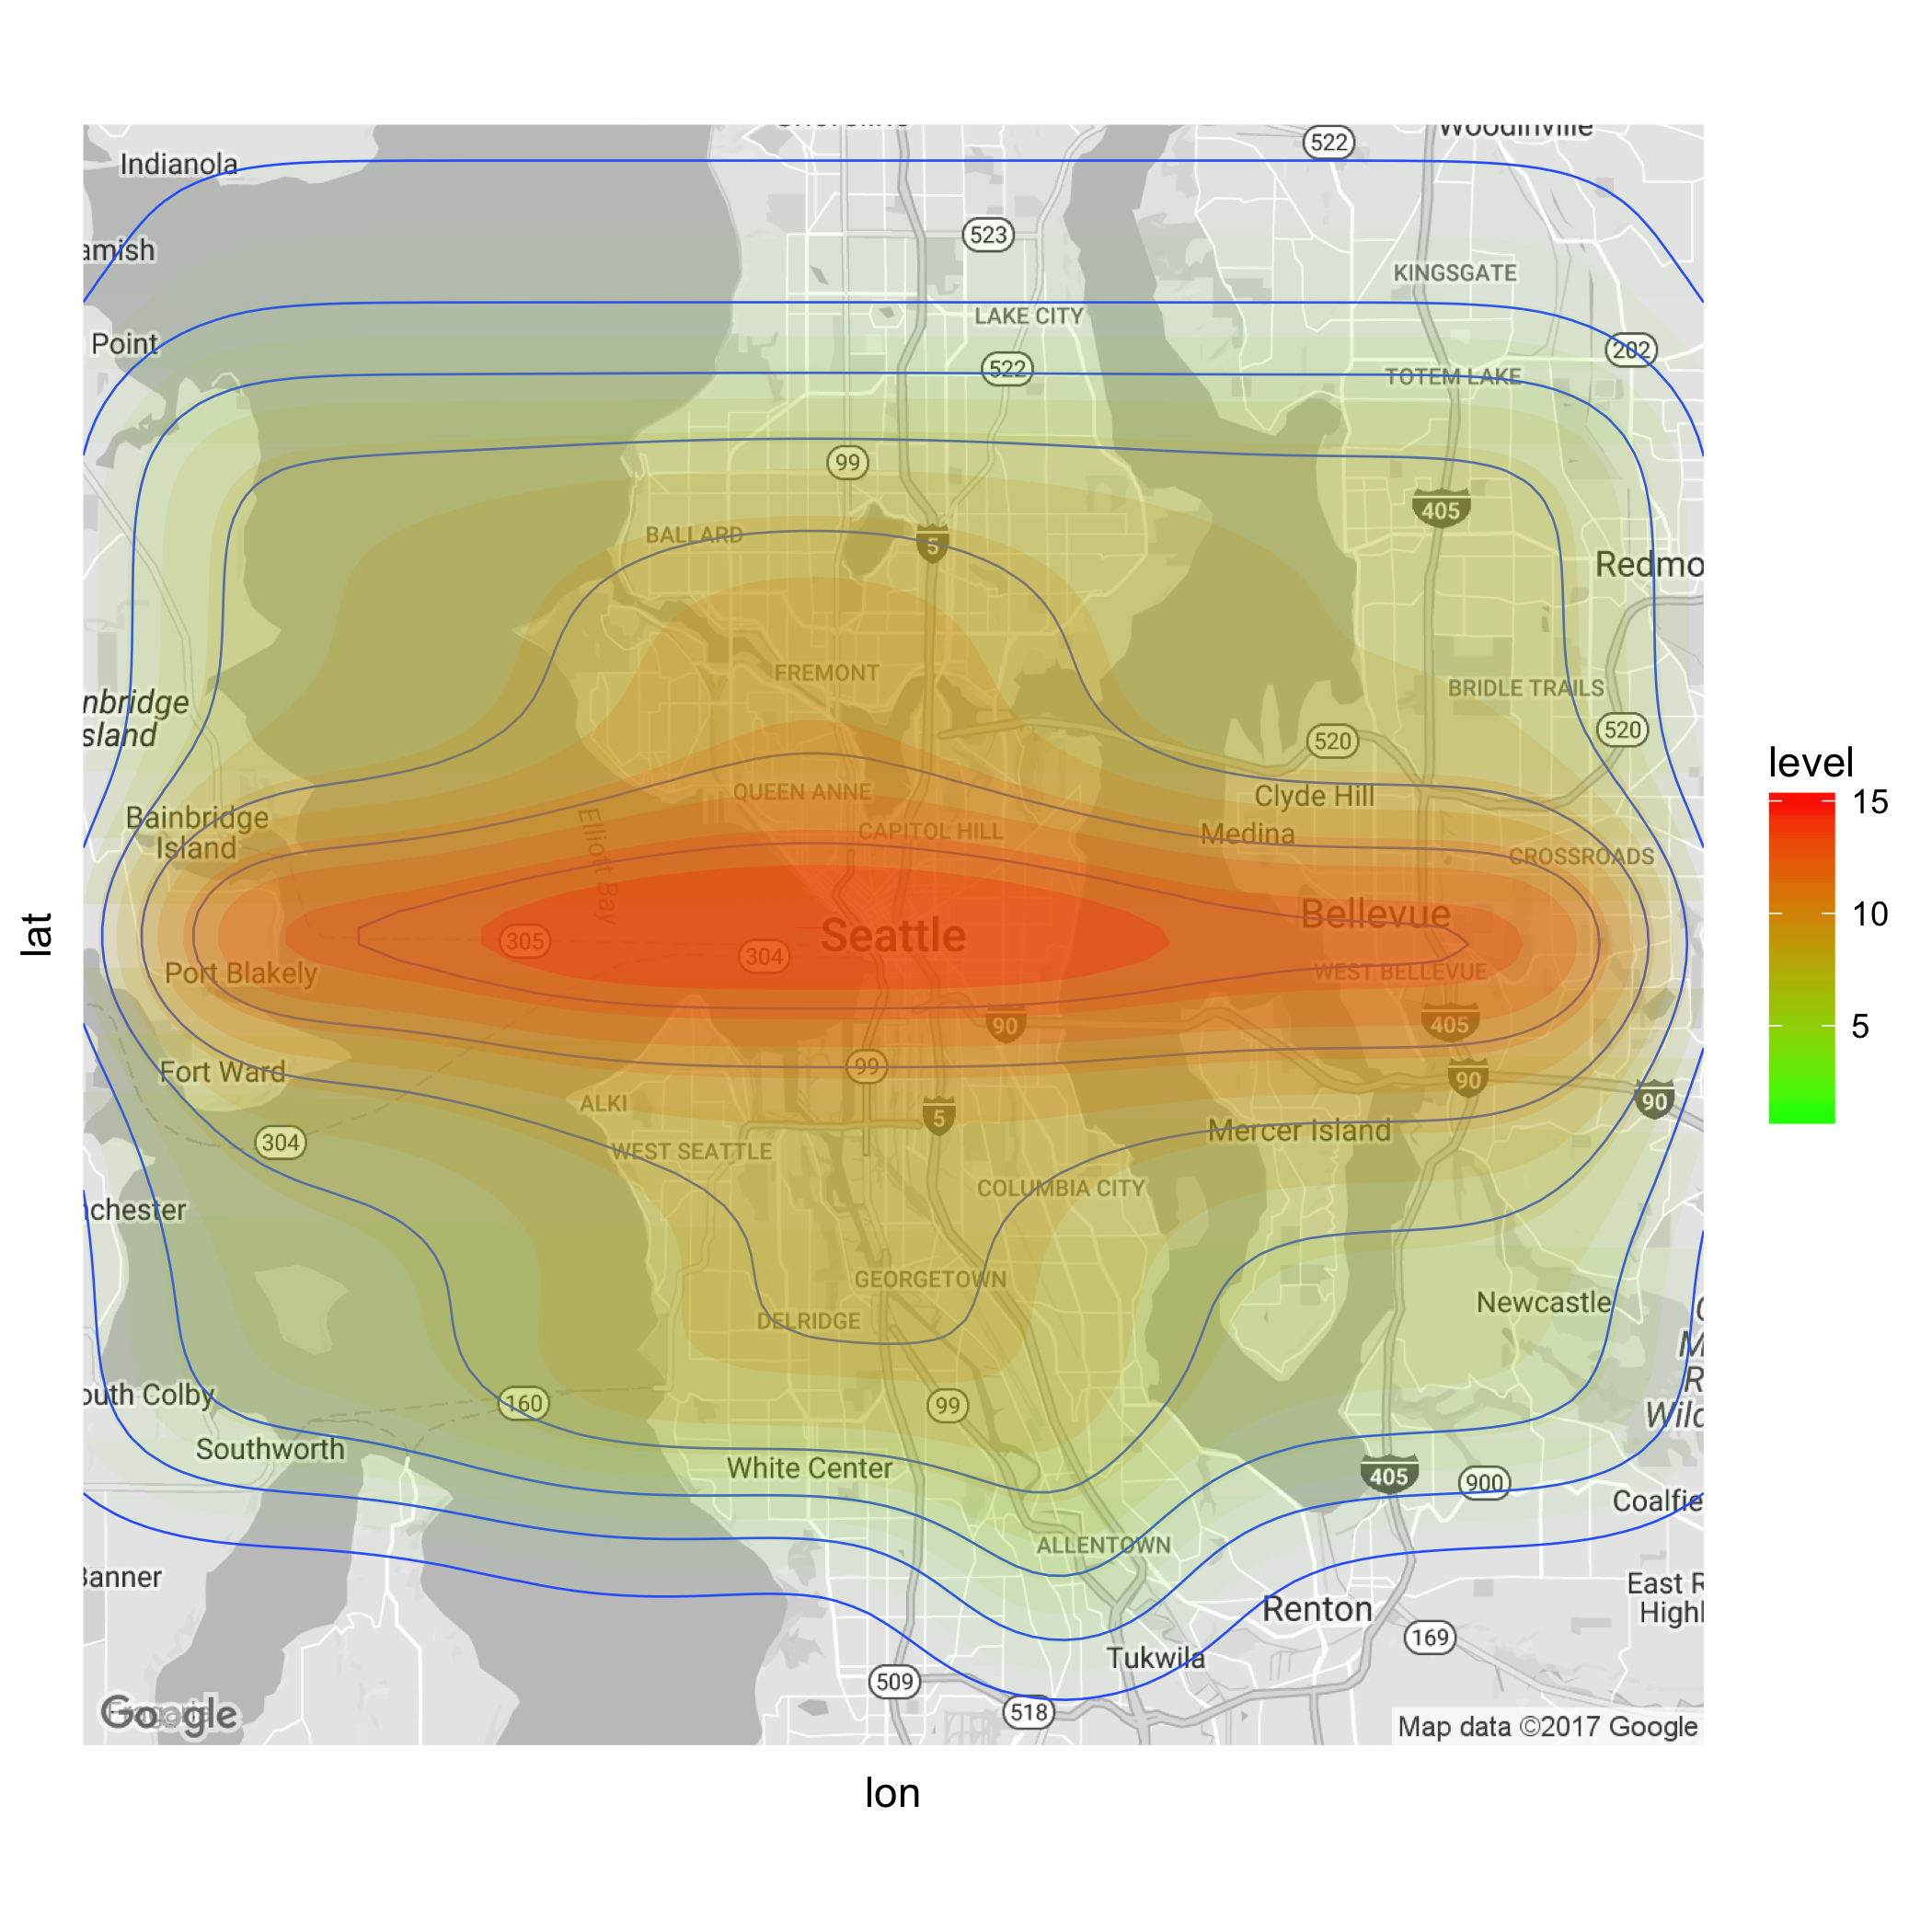 Woodinville
522
Indianola
523
amish
KINGSGATE
LAKE CITY
Point
202
522
TOTEM LAKE
99
405
BALLARD
5
Redmo
FREMONT
BRIDLE TRAILS
nbridge
sland
520
520
level
QUEEN ANNE
Clyde Hill
15
Bainbridge
Island
Elliott Bay
CAPITOL HILL
Medina
CROSSROADS
10
Bellevue
lat
305
304
Seattle
Port Blakely
WEST BELLEVUE
90
405
5
Fort Ward
99
90
90
ALKI
5
304
WEST SEATTLE
Mercer Island
COLUMBIA CITY
chester
GEORGETOWN
Newcastle
DELRIDGE
M
R
outh Colby
160
99
Wild
Southworth
White Center
405
900
Coalfie
ALLENTOWN
Banner
East R
Highl
Renton
169
Tukwila
509
518
Google
Map data ©2017 Google
lon